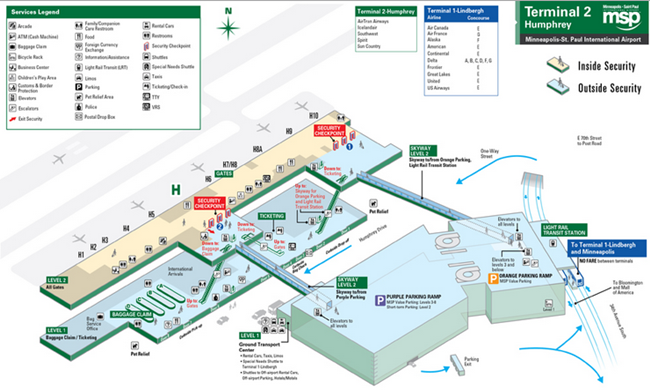 Services Legend
Arcade
ATM (Cash Machine)
Baggage Claim
Bicycle Rack
Business Center
Children's Play Area
Customs & Border
Protection
Elevators
Escalators
Exit Security
Family/Companion
Care Restroom
Food
Foreign Currency
Exchange
Information/Assistance
Light Rail Transit (LRT)
Limos
Parking
Pet Relief Area
Police
Postal Drop Box
Rental Cars
Restrooms
Security Checkpoint
Shuttles
Special Needs Shuttle
Taxis
Ticketing/Check-in
TTY
VRS
N
Terminal 2-Humphrey
AirTran Airways
Icelandair
Southwest
Spirit
Sun Country
Terminal 1-Lindbergh
Airline Concourse
Air Canada E
Air France G
Alaska F
American E
Continental E
Delta A, B, C, D, F, G
Frontier E
Great Lakes E
United E
US Airways E
Terminal 2
Humphrey
Minneapolis · Saint Paul
msp
Minneapolis-St. Paul International Airport
Inside Security
Outside Security
H10
H9
H8A
H7/H8
H6
H5
H4
H3
H2
H1
H
GATES
SECURITY
CHECKPOINT
1
SECURITY
CHECKPOINT
2
Down to
Ticketing
Up to
Skyway for
Orange Parking
and Light Rail
Transit Station
TICKETING
Down to
Ticketing
Up to
Gates
Down to
Baggage
Claim
International
Arrivals
Up to
Gates
BAGGAGE CLAIM
Bag
Service
Office
LEVEL 2
All Gates
LEVEL 1
Baggage Claim / Ticketing
Pet Relief
Pet Relief
Curbside Drop-off
Curbside Pick-up
Humphrey Drive
SKYWAY
LEVEL 2
Skyway to/from Orange Parking,
Light Rail Transit Station
SKYWAY
LEVEL 2
Skyway to/from
Purple Parking
One-Way
Street
E 70th Street
to Post Road
Elevators to
all levels
LIGHT RAIL
TRANSIT STATION
To Terminal 1-Lindbergh
and Minneapolis
NO FARE between terminals
Elevators to
levels 3 and
below
ORANGE PARKING RAMP
MSP Value Parking
P
PURPLE PARKING RAMP
P
Elevators to
all levels
Level 1
To Bloomington
and Mall
of America
34th Avenue South
Parking
Exit
LEVEL 1
Ground Transport
Center
• Rental Cars, Taxis, Limos
• Special Needs Shuttle to
Terminal 1-Lindbergh
• Shuttles to Off-airport Rental Cars,
Off-airport Parking, Hotels/Motels